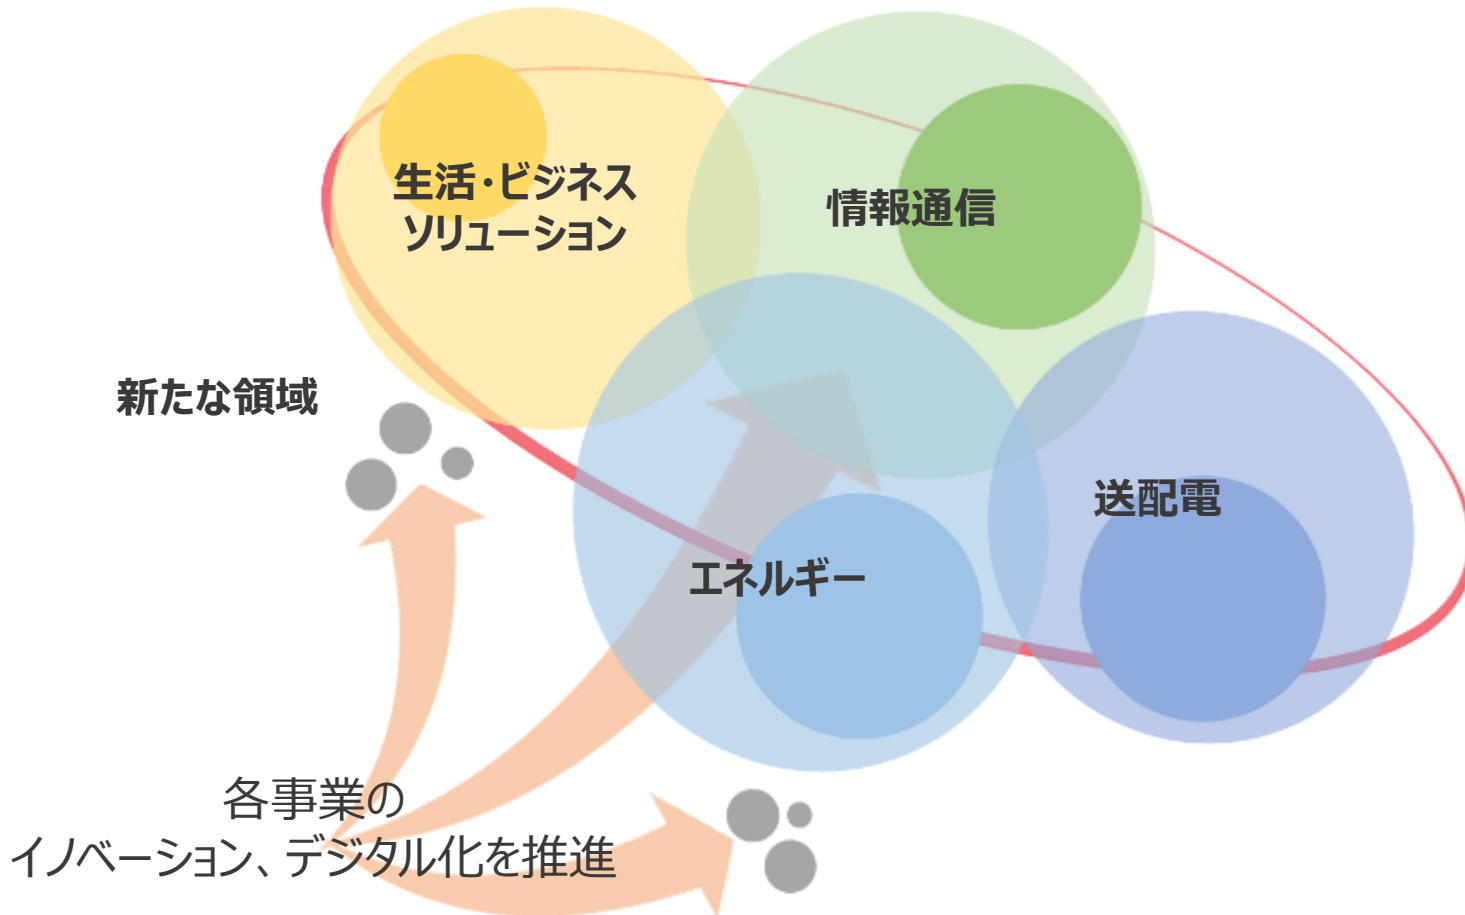 生活・ビジネス
ソリューション
情報通信
新たな領域
送配電
エネルギー
各事業の
イノベーション、デジタル化を推進